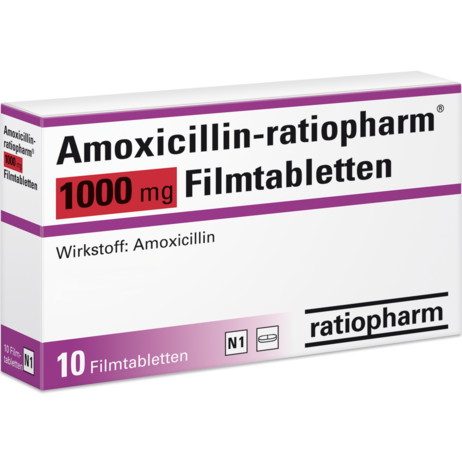 Amoxicillin-
ratiopharm®
1000 mg
Filmtabletten
Amoxicillin-ratiopharm®
1000 mg Filmtabletten
Wirkstoff: Amoxicillin
ratiopharm
10 Film-
tabletten N1
10 Filmtabletten
N1